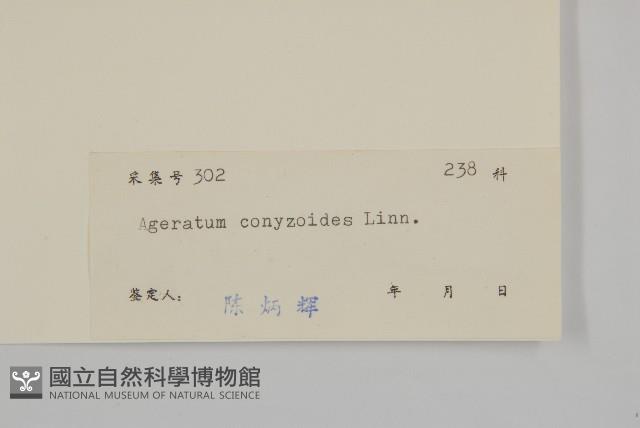 采集号 302 238 科
Ageratum conyzoides Linn.
鉴定人: 陈炳辉 年 月 日
國立自然科學博物館
NATIONAL MUSEUM OF NATURAL SCIENCE